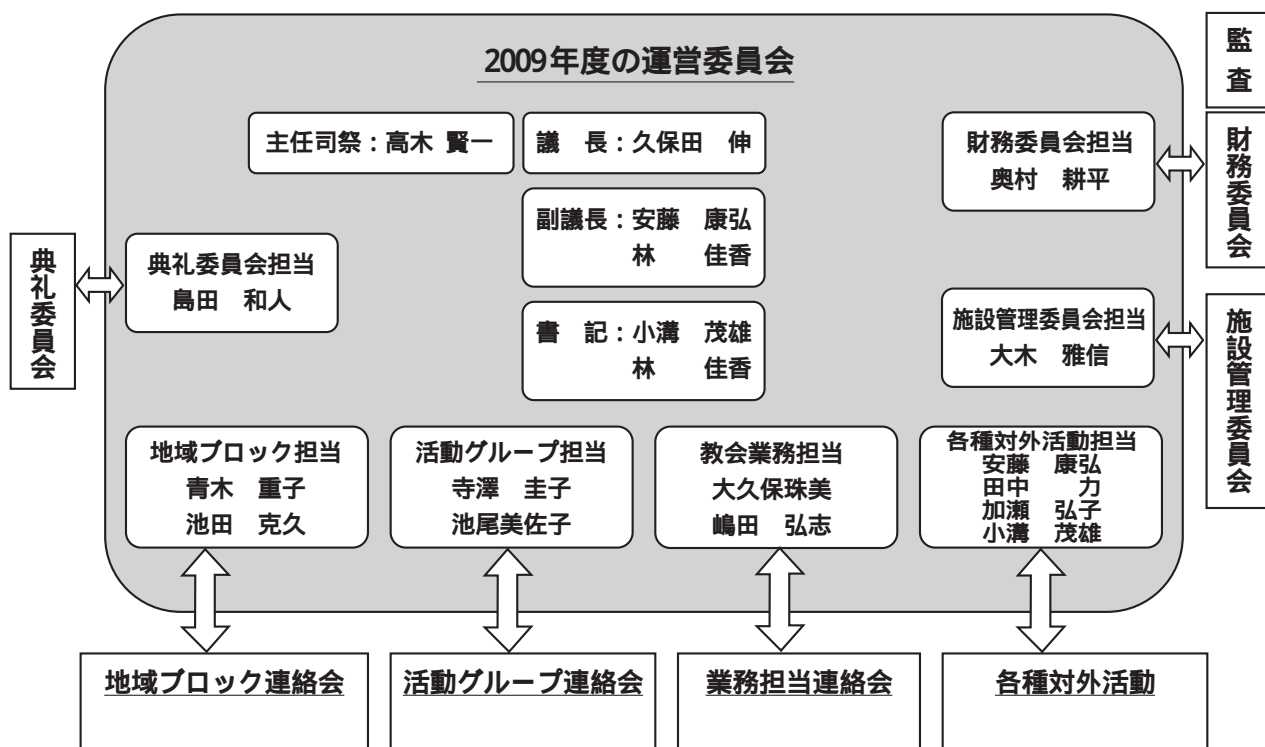 2009年度の運営委員会
監査
主任司祭：高木 賢一
議　長：久保田　伸
財務委員会担当
奥村　耕平
財務委員会
副議長：安藤　康弘
林　　佳香
典礼委員会
典礼委員会担当
島田　和人
書　記：小溝　茂雄
林　　佳香
施設管理委員会担当
大木　雅信
施設管理委員会
地域ブロック担当
青木　重子
池田　克久
活動グループ担当
寺澤　圭子
池尾美佐子
教会業務担当
大久保珠美
嶋田　弘志
各種対外活動担当
安藤　康弘
田中　　力
加瀬　弘子
小溝　茂雄
地域ブロック連絡会
活動グループ連絡会
業務担当連絡会
各種対外活動